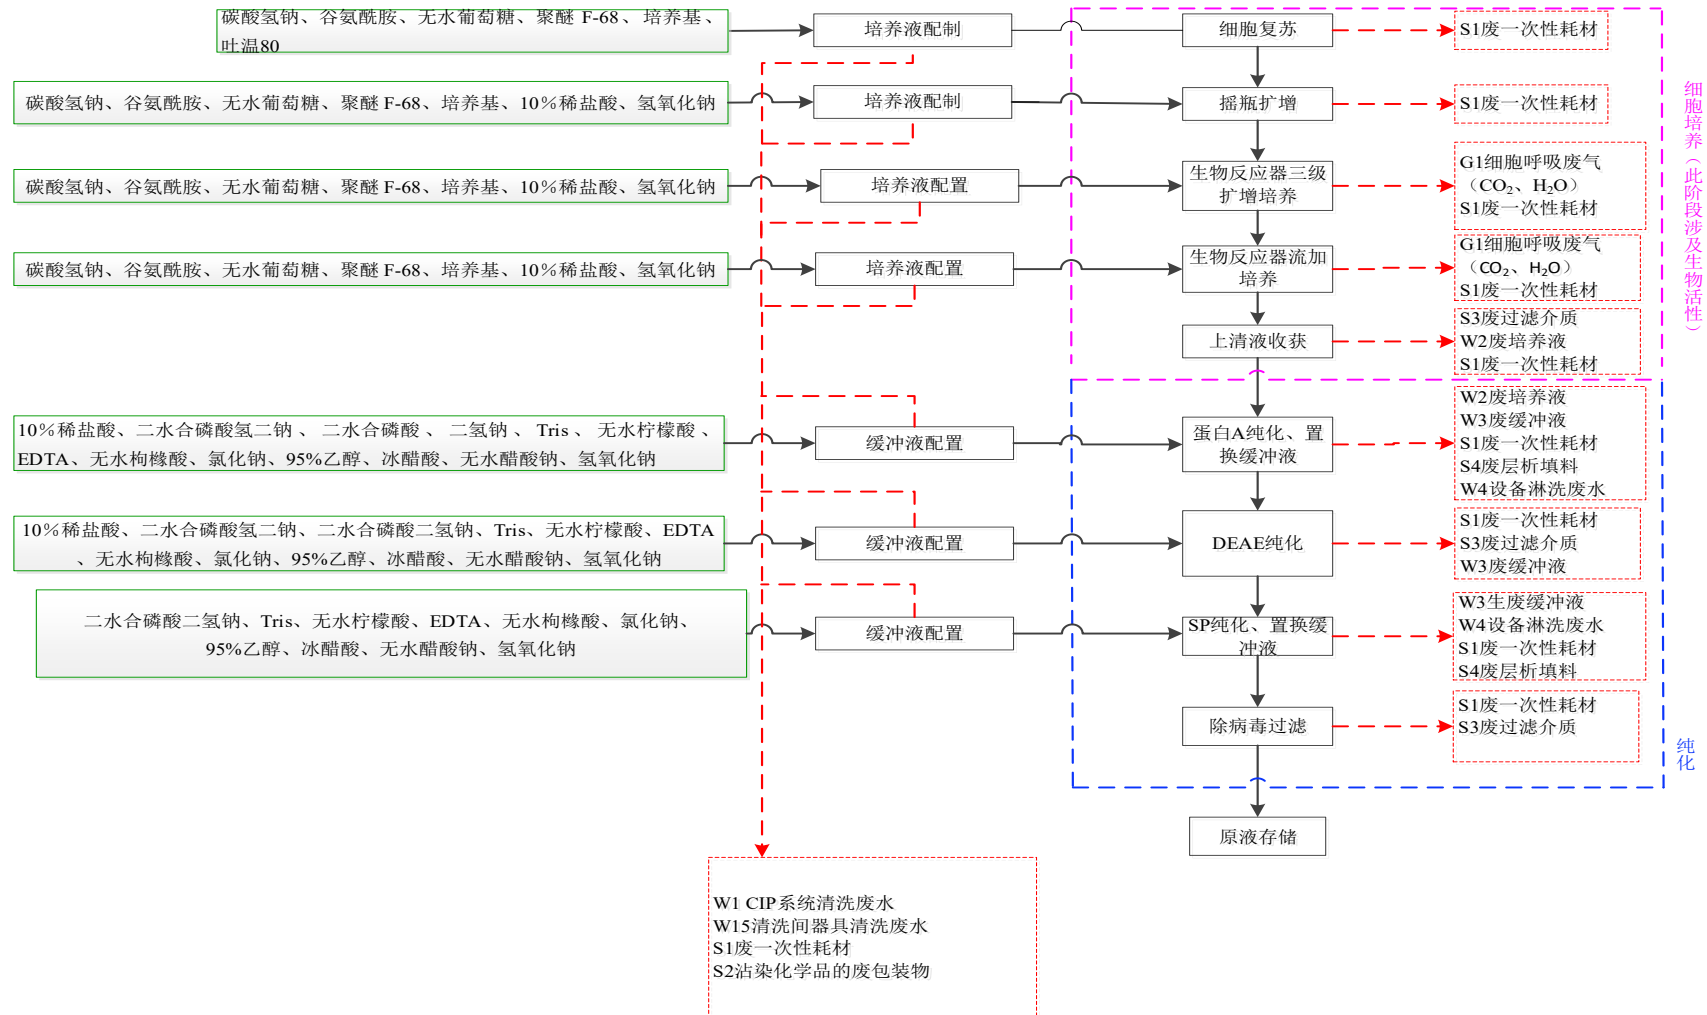 碳酸氢钠、谷氨酰胺、无水葡萄糖、聚醚 F-68、 培养基、
吐温80
培养液配制
细胞复苏
S1废一次性耗材
碳酸氢钠、谷氨酰胺、无水葡萄糖、聚醚 F-68、培养基、10%稀盐酸、氢氧化钠
培养液配制
摇瓶扩增
S1废一次性耗材
碳酸氢钠、谷氨酰胺、无水葡萄糖、聚醚 F-68、培养基、10%稀盐酸、氢氧化钠
培养液配置
生物反应器三级
扩增培养
G1细胞呼吸废气
（CO₂、H₂O）
S1废一次性耗材
碳酸氢钠、谷氨酰胺、无水葡萄糖、聚醚 F-68、培养基、10%稀盐酸、氢氧化钠
培养液配置
生物反应器流加
培养
G1细胞呼吸废气
（CO₂、H₂O）
S1废一次性耗材
上清液收获
S3废过滤介质
W2废培养液
S1废一次性耗材
细胞培养（此阶段涉及生物活性）
10%稀盐酸、二水合磷酸氢二钠 、 二水合磷酸 、 二氢钠 、 Tris 、 无水柠檬酸 、
EDTA、无水枸橼酸、氯化钠、95%乙醇、冰醋酸、无水醋酸钠、氢氧化钠
缓冲液配置
蛋白A纯化、置
换缓冲液
W2废培养液
W3废缓冲液
S1废一次性耗材
S4废层析填料
W4设备淋洗废水
10%稀盐酸、二水合磷酸氢二钠、二水合磷酸二氢钠、Tris、无水柠檬酸、EDTA
、无水枸橼酸、氯化钠、95%乙醇、冰醋酸、无水醋酸钠、氢氧化钠
缓冲液配置
DEAE纯化
S1废一次性耗材
S3废过滤介质
W3废缓冲液
二水合磷酸二氢钠、Tris、无水柠檬酸、EDTA、无水枸橼酸、氯化钠、
95%乙醇、冰醋酸、无水醋酸钠、氢氧化钠
缓冲液配置
SP纯化、置换缓
冲液
W3生废缓冲液
W4设备淋洗废水
S1废一次性耗材
S4废层析填料
除病毒过滤
S1废一次性耗材
S3废过滤介质
纯化
原液存储
W1 CIP系统清洗废水
W15清洗间器具清洗废水
S1废一次性耗材
S2沾染化学品的废包装物